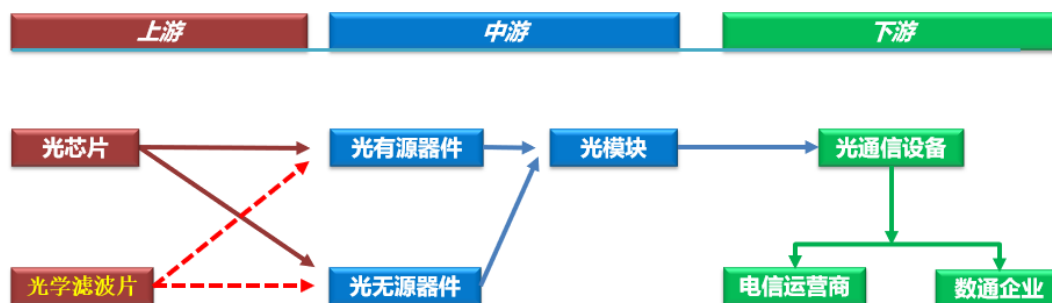 上游
中游
下游
光芯片
光有源器件
光模块
光通信设备
光学滤波片
光无源器件
电信运营商
数通企业